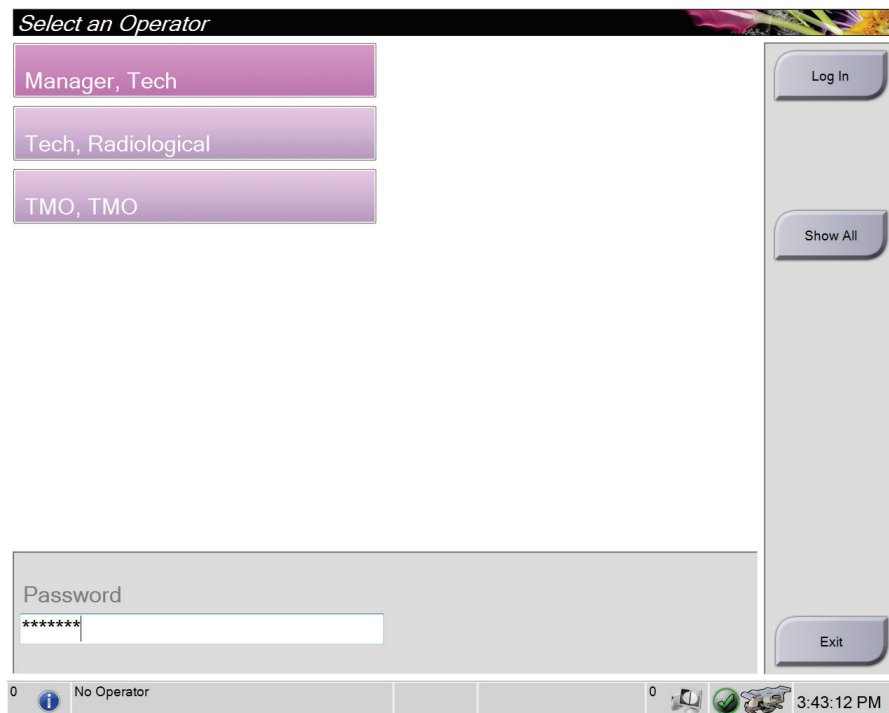 Select an Operator
Manager, Tech
Log In
Tech, Radiological
TMO, TMO
Show All
Password
*******
Exit
0
No Operator
0
3:43:12 PM